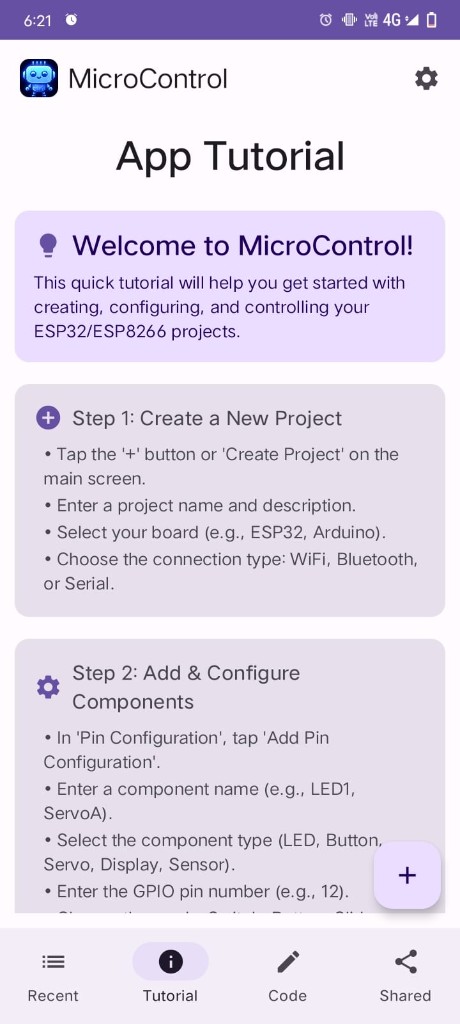 6:21
Vo)) LTE 4G
MicroControl
App Tutorial
Welcome to MicroControl!
This quick tutorial will help you get started with
creating, configuring, and controlling your
ESP32/ESP8266 projects.
Step 1: Create a New Project
• Tap the '+' button or 'Create Project' on the
main screen.
• Enter a project name and description.
• Select your board (e.g., ESP32, Arduino).
• Choose the connection type: WiFi, Bluetooth,
or Serial.
Step 2: Add & Configure
Components
• In 'Pin Configuration', tap 'Add Pin
Configuration'.
• Enter a component name (e.g., LED1,
ServoA).
• Select the component type (LED, Button,
Servo, Display, Sensor).
• Enter the GPIO pin number (e.g., 12).
Recent
Tutorial
Code
Shared